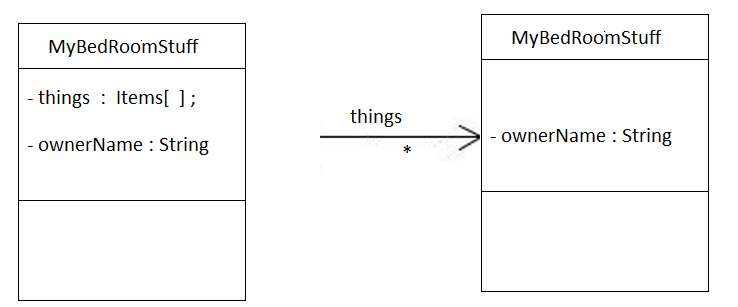 MyBedRoomStuff
- things : Items[ ] ;
- ownerName : String
things
*
MyBedRoomStuff
- ownerName : String